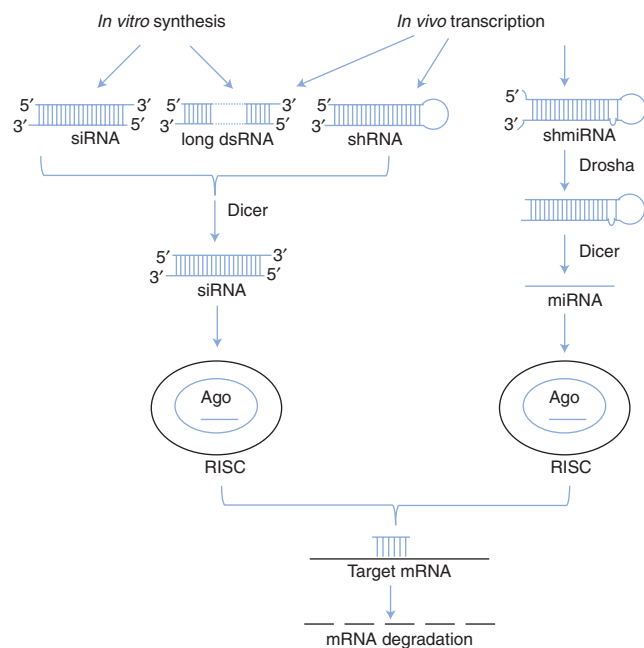 In vitro synthesis
In vivo transcription
5′ 3′
3′ 5′
siRNA
3′
5′
long dsRNA
5′
3′
shRNA
5′
3′
shmiRNA
Drosha
Dicer
Dicer
5′ 3′
3′ 5′
siRNA
miRNA
Ago
RISC
Ago
RISC
Target mRNA
mRNA degradation